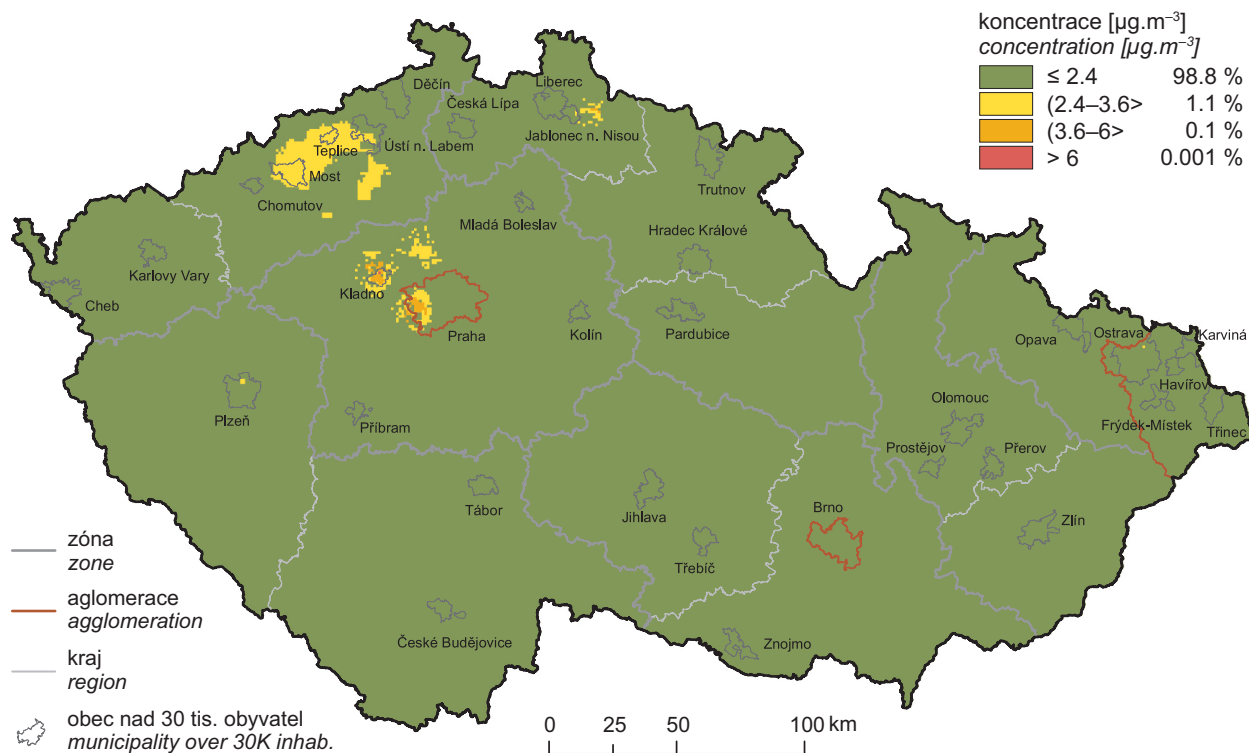 koncentrace [µg.m⁻³]
concentration [µg.m⁻³]
≤ 2.4 98.8 %
(2.4–3.6> 1.1 %
(3.6–6> 0.1 %
> 6 0.001 %
Děčín
Liberec
Česká Lípa
Jablonec n. Nisou
Teplice
Ústí n. Labem
Most
Trutnov
Chomutov
Mladá Boleslav
Hradec Králové
Karlovy Vary
Kladno
Cheb
Praha
Kolín
Pardubice
Opava
Ostrava
Karviná
Havířov
Plzeň
Příbram
Olomouc
Frýdek-Místek
Třinec
Prostějov
Přerov
Tábor
Jihlava
Brno
Zlín
Třebíč
České Budějovice
Znojmo
zóna
zone
aglomerace
agglomeration
kraj
region
obec nad 30 tis. obyvatel
municipality over 30K inhab.
0 25 50 100 km